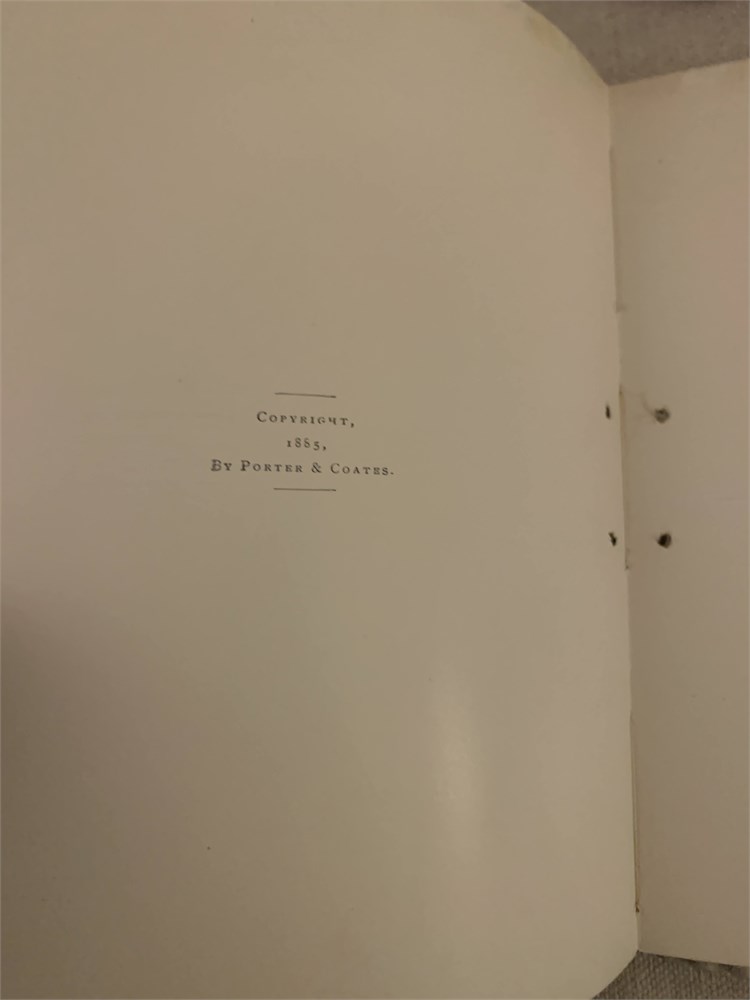 Copyright,
1885,
By Porter & Coates.